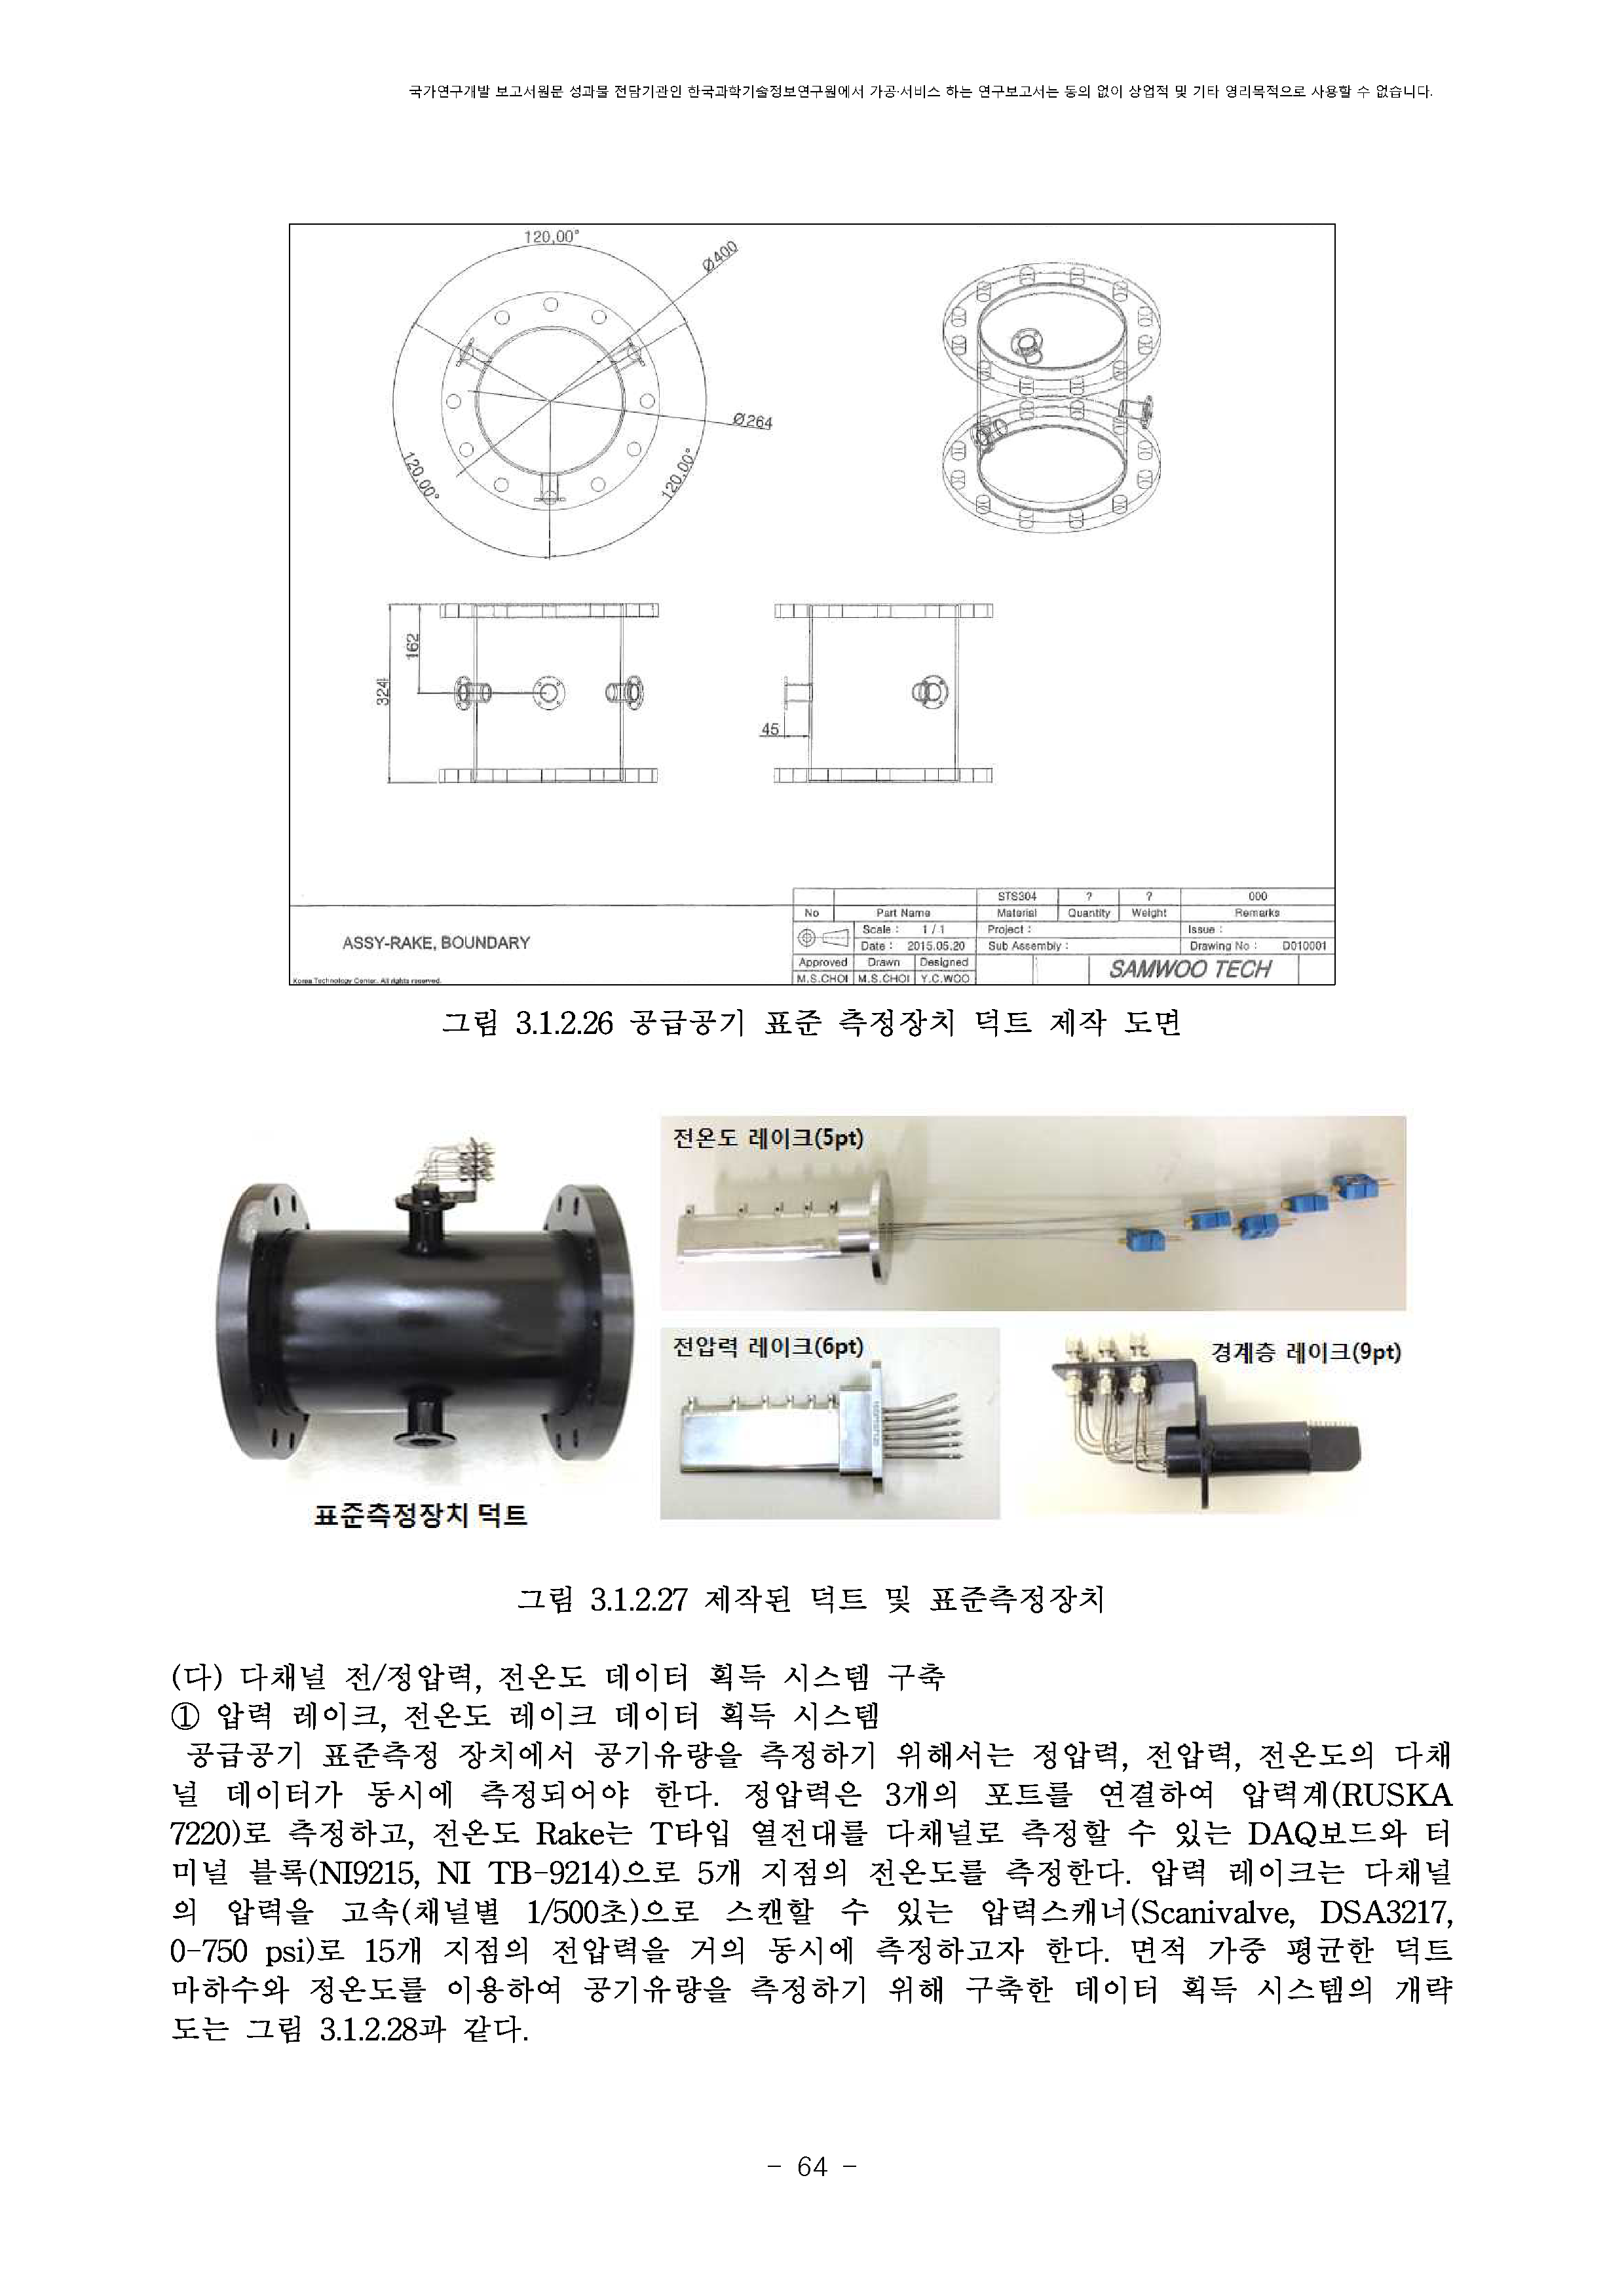 국가연구개발 보고서원문 성과물 전담기관인 한국과학기술정보연구원에서 가공·서비스 하는 연구보고서는 동의 없이 상업적 및 기타 영리목적으로 사용할 수 없습니다.
120,00°
Ø400
Ø264
120,00°
120,00°
162
324
45
STS304 ? ? 000
No Part Name Material Quantity Weight Remarks
Scale : 1 / 1 Project : Issue :
Date : 2015.05.20 Sub Assembly : Drawing No : D010001
ASSY-RAKE, BOUNDARY
Approved Drawn Designed SAMWOO TECH
M.S.CHOI M.S.CHOI Y.C.WOO
Korea Technology Center. All rights reserved.
그림 3.1.2.26 공급공기 표준 측정장치 덕트 제작 도면
전온도 레이크(5pt)
전압력 레이크(6pt)
경계층 레이크(9pt)
표준측정장치 덕트
그림 3.1.2.27 제작된 덕트 및 표준측정장치
(다) 다채널 전/정압력, 전온도 데이터 획득 시스템 구축
① 압력 레이크, 전온도 레이크 데이터 획득 시스템
공급공기 표준측정 장치에서 공기유량을 측정하기 위해서는 정압력, 전압력, 전온도의 다채
널 데이터가 동시에 측정되어야 한다. 정압력은 3개의 포트를 연결하여 압력계(RUSKA
7220)로 측정하고, 전온도 Rake는 T타입 열전대를 다채널로 측정할 수 있는 DAQ보드와 터
미널 블록(NI9215, NI TB-9214)으로 5개 지점의 전온도를 측정한다. 압력 레이크는 다채널
의 압력을 고속(채널별 1/500초)으로 스캔할 수 있는 압력스캐너(Scanivalve, DSA3217,
0-750 psi)로 15개 지점의 전압력을 거의 동시에 측정하고자 한다. 면적 가중 평균한 덕트
마하수와 정온도를 이용하여 공기유량을 측정하기 위해 구축한 데이터 획득 시스템의 개략
도는 그림 3.1.2.28과 같다.
- 64 -